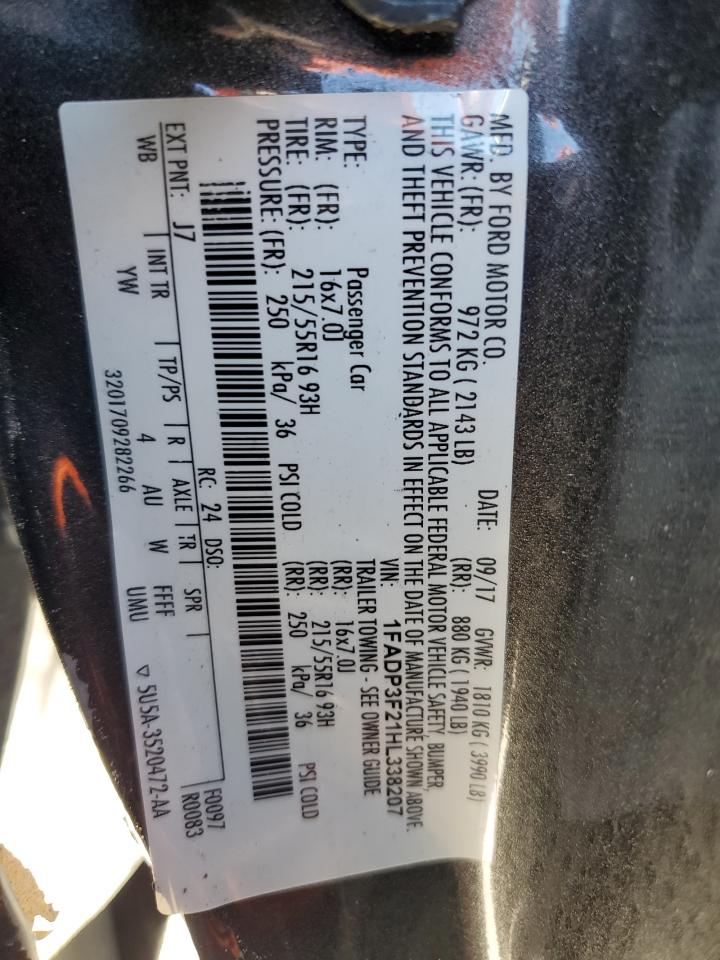 MFD. BY FORD MOTOR CO. DATE: 09/17 GVWR: 1810 KG ( 3990 LB)
GAWR: (FR): 972 KG ( 2143 LB) (RR): 880 KG ( 1940 LB)
THIS VEHICLE CONFORMS TO ALL APPLICABLE FEDERAL MOTOR VEHICLE SAFETY, BUMPER,
AND THEFT PREVENTION STANDARDS IN EFFECT ON THE DATE OF MANUFACTURE SHOWN ABOVE.
VIN: 1FADP3F21HL338207
TYPE: Passenger Car TRAILER TOWING - SEE OWNER GUIDE
RIM: (FR): 16x7.0J (RR): 16x7.0J
TIRE: (FR): 215/55R16 93H (RR): 215/55R16 93H
PRESSURE: (FR): 250 kPa/ 36 PSI COLD (RR): 250 kPa/ 36 PSI COLD
F0097
EXT PNT: J7 RC: 24 DSO: R0083
WB | INT TR | TP/PS | R | AXLE | TR | SPR |
YW 4 AU W FFFF
UMU
3201709282266 ▽ 5U5A-3520472-AA